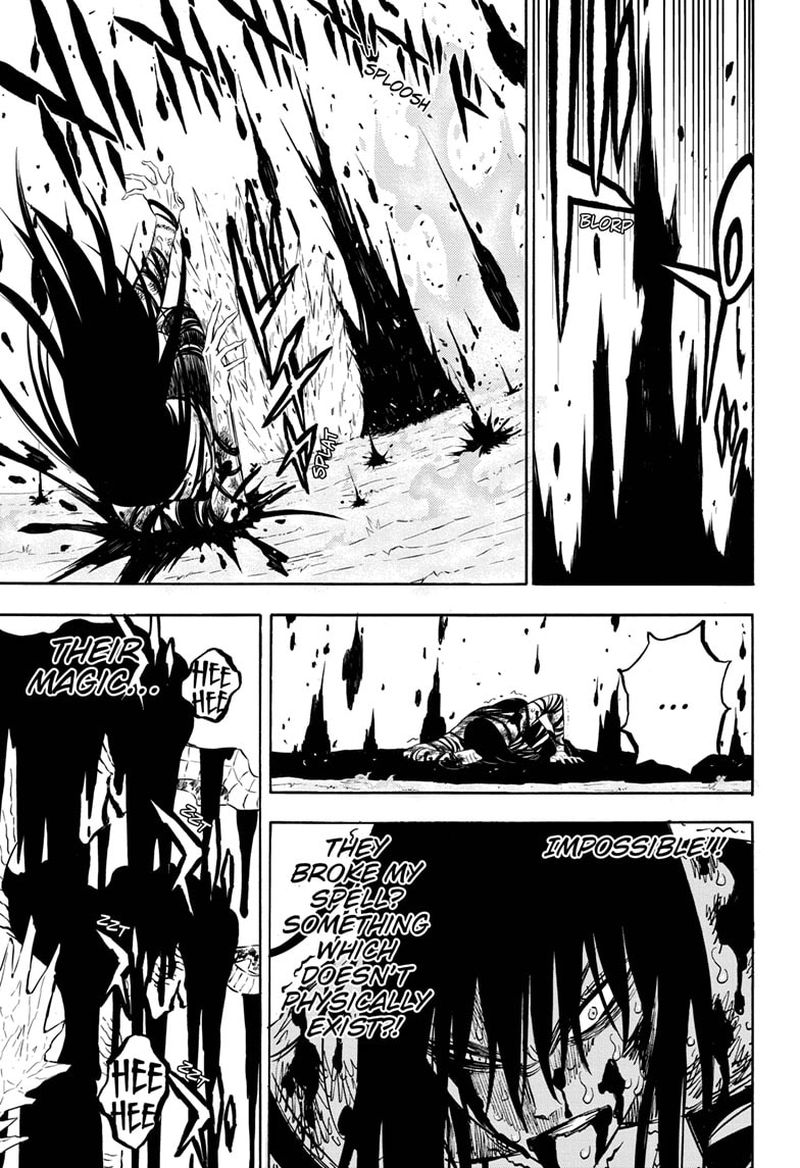 BLORP
SPLOOSH
SPLAT
...
IMPOSSIBLE!!
THEY
BROKE MY
SPELL?
SOMETHING
WHICH
DOESN'T
PHYSICALLY
EXIST?!
HEE
HEE
THEIR
MAGIC...
ZZT
ZZT
ZZT
HEE
HEE